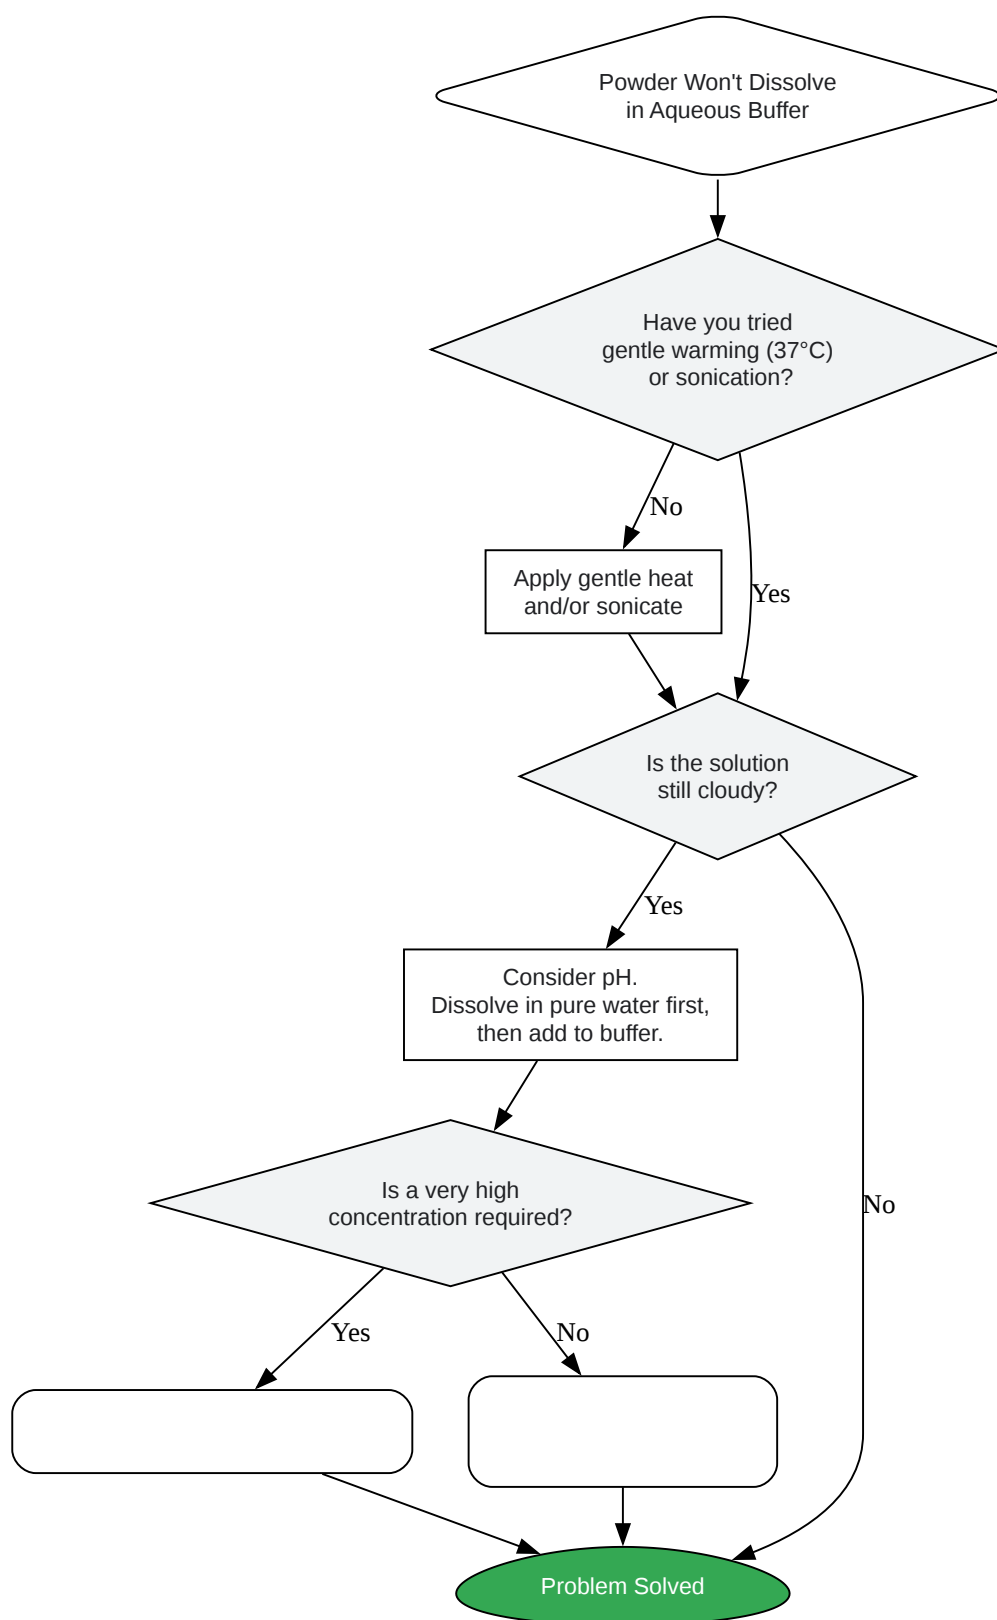 Powder Won't Dissolve
in Aqueous Buffer
Have you tried
gentle warming (37°C)
or sonication?
No
Apply gentle heat
and/or sonicate
Yes
Is the solution
still cloudy?
Yes
Consider pH.
Dissolve in pure water first,
then add to buffer.
Is a very high
concentration required?
No
Yes
No
Problem Solved